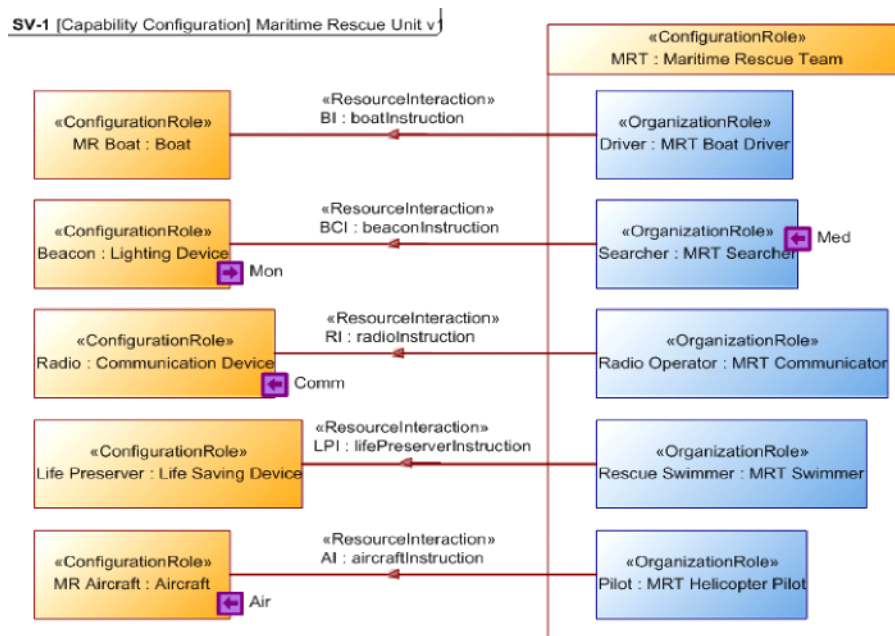 SV-1 [Capability Configuration] Maritime Rescue Unit v1
«ConfigurationRole»
MRT : Maritime Rescue Team
«ConfigurationRole»
MR Boat : Boat
«ResourceInteraction»
BI : boatInstruction
«OrganizationRole»
Driver : MRT Boat Driver
«ConfigurationRole»
Beacon : Lighting Device
Mon
«ResourceInteraction»
BCI : beaconInstruction
«OrganizationRole»
Searcher : MRT Searcher
Med
«ConfigurationRole»
Radio : Communication Device
Comm
«ResourceInteraction»
RI : radioInstruction
«OrganizationRole»
Radio Operator : MRT Communicator
«ConfigurationRole»
Life Preserver : Life Saving Device
«ResourceInteraction»
LPI : lifePreserverInstruction
«OrganizationRole»
Rescue Swimmer : MRT Swimmer
«ConfigurationRole»
MR Aircraft : Aircraft
Air
«ResourceInteraction»
AI : aircraftInstruction
«OrganizationRole»
Pilot : MRT Helicopter Pilot